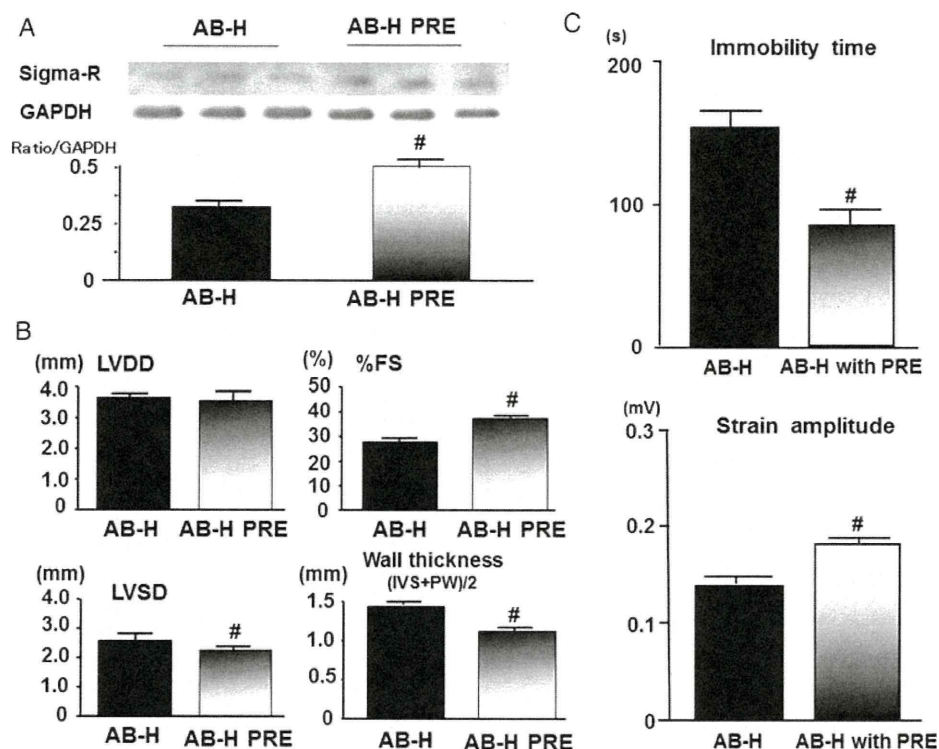 A
AB-H AB-H PRE
Sigma-R
GAPDH
Ratio/GAPDH
#
0.5
0.25
0
AB-H AB-H PRE
B
(mm) LVDD
4.0
3.0
2.0
1.0
0
AB-H AB-H PRE
(%) %FS
#
50
40
30
20
10
0
AB-H AB-H PRE
(mm) LVSD
#
4.0
3.0
2.0
1.0
0
AB-H AB-H PRE
Wall thickness
(mm) (IVS+PW)/2
#
1.5
1.0
0.5
0
AB-H AB-H PRE
C
(s) Immobility time
200
#
100
0
AB-H AB-H with PRE
(mV)
Strain amplitude
0.3
#
0.2
0.1
0
AB-H AB-H with PRE